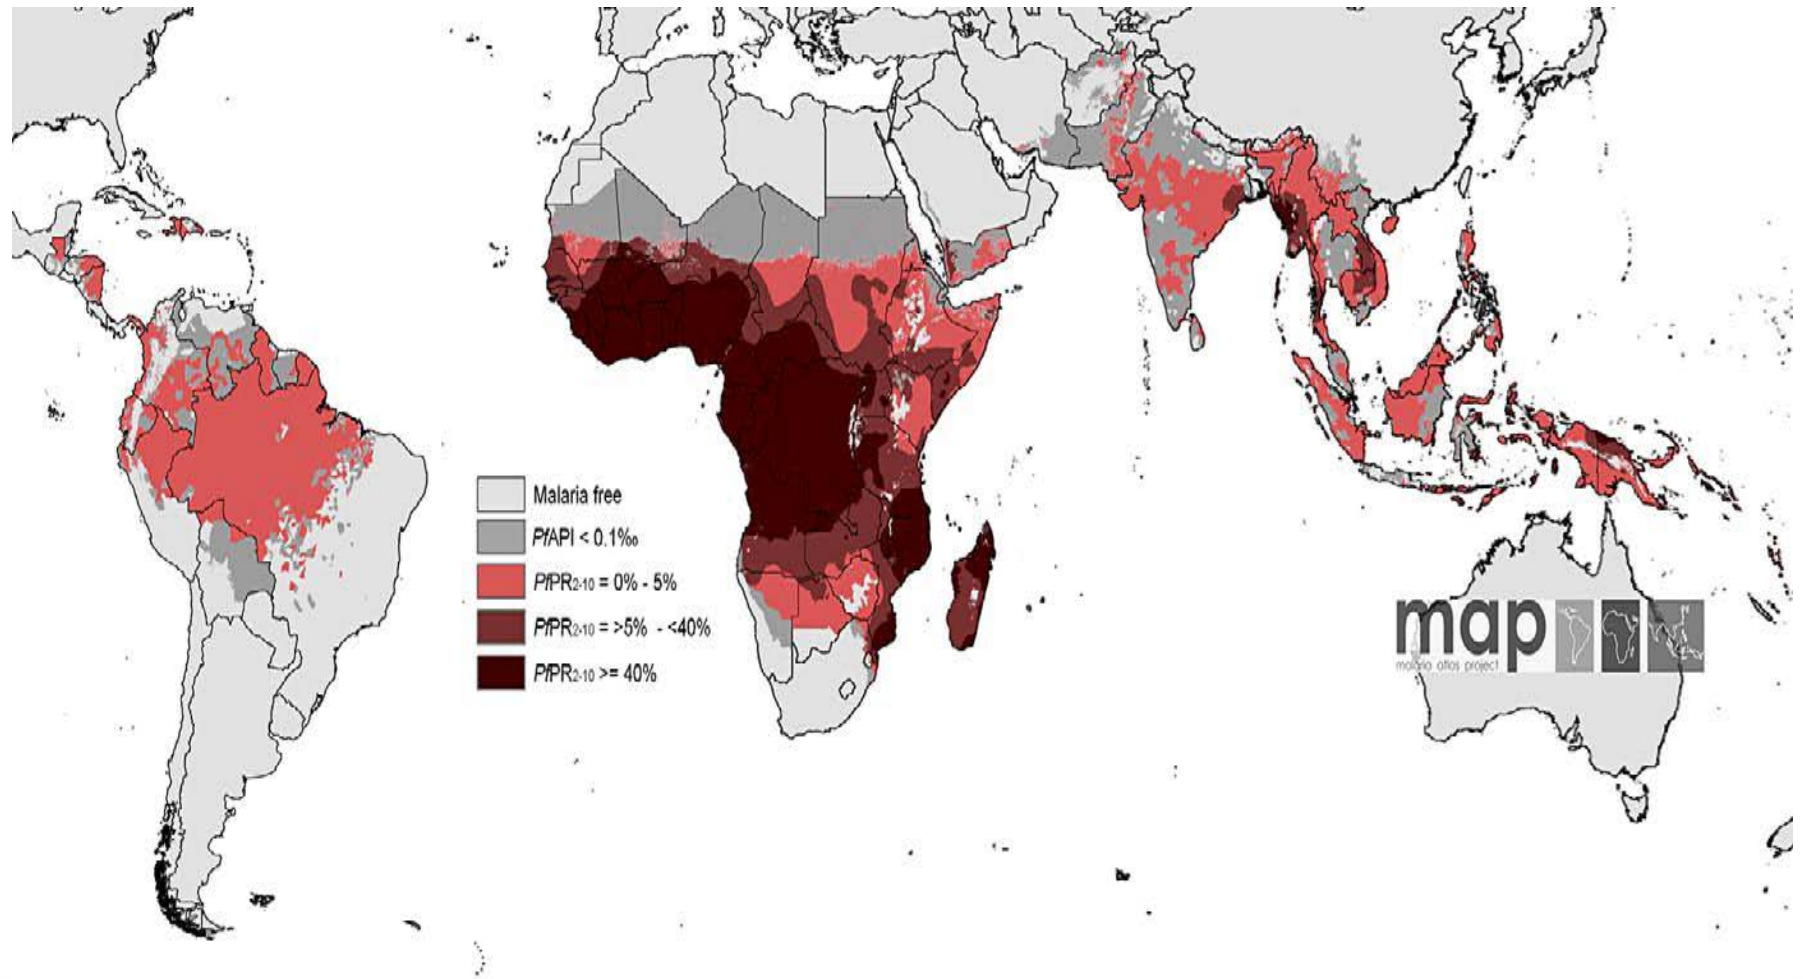 Malaria free
PfAPI < 0.1‰
PfPR2-10 = 0% - 5%
PfPR2-10 = >5% - <40%
PfPR2-10 >= 40%
map
malaria atlas project